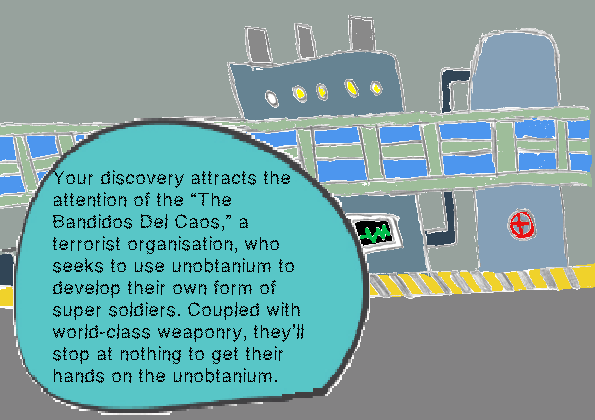 Your discovery attracts the
attention of the “The
Bandidos Del Caos,” a
terrorist organisation, who
seeks to use unobtanium to
develop their own form of
super soldiers. Coupled with
world-class weaponry, they’ll
stop at nothing to get their
hands on the unobtanium.